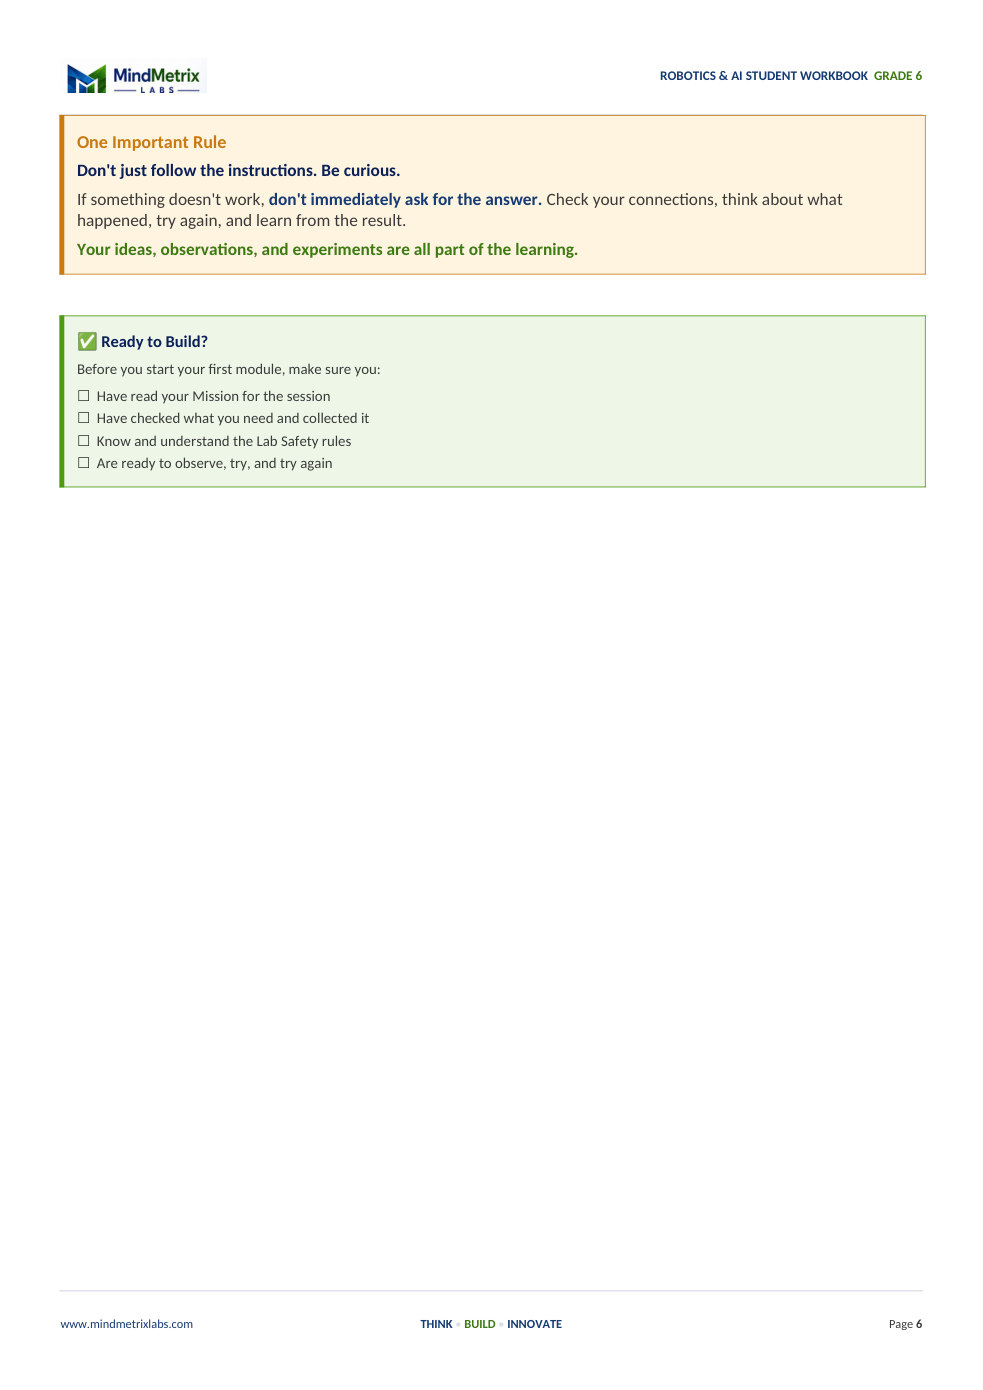 MindMetrix
LABS
ROBOTICS & AI STUDENT WORKBOOK GRADE 6
One Important Rule
Don't just follow the instructions. Be curious.
If something doesn't work, don't immediately ask for the answer. Check your connections, think about what
happened, try again, and learn from the result.
Your ideas, observations, and experiments are all part of the learning.
✅ Ready to Build?
Before you start your first module, make sure you:
☐ Have read your Mission for the session
☐ Have checked what you need and collected it
☐ Know and understand the Lab Safety rules
☐ Are ready to observe, try, and try again
www.mindmetrixlabs.com
THINK • BUILD • INNOVATE
Page 6